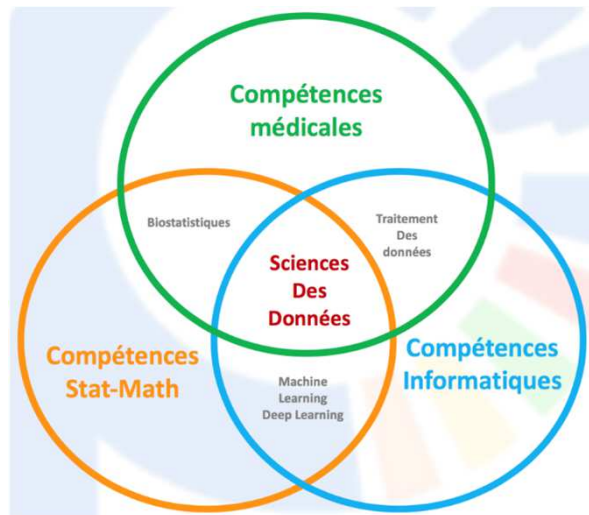 Compétences
médicales
Biostatistiques
Traitement
Des
données
Sciences
Des
Données
Compétences
Stat-Math
Compétences
Informatiques
Machine
Learning
Deep Learning